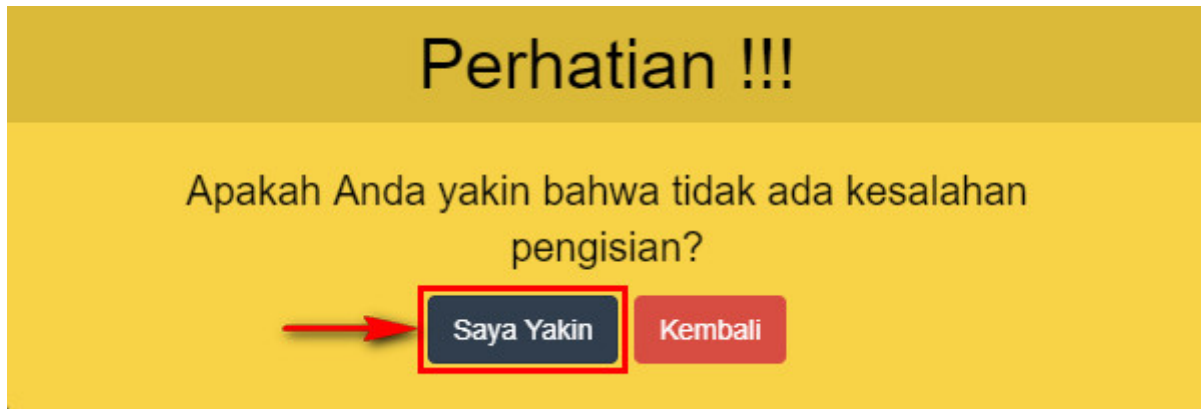 Perhatian !!!
Apakah Anda yakin bahwa tidak ada kesalahan
pengisian?
Saya Yakin Kembali